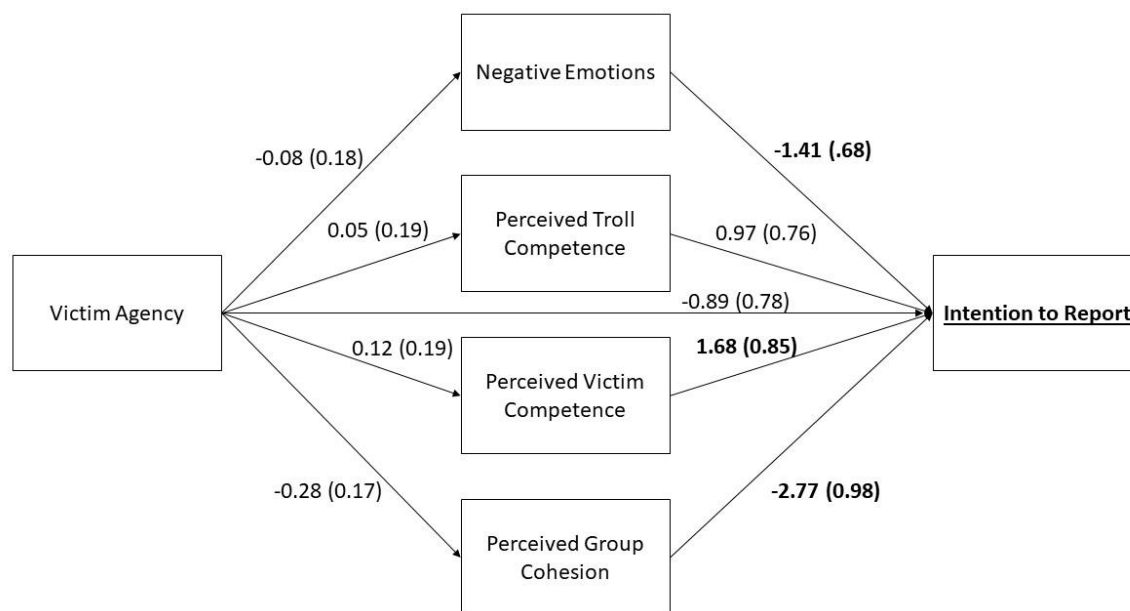 Negative Emotions
-0.08 (0.18)
-1.41 (.68)
Perceived Troll
Competence
0.05 (0.19)
0.97 (0.76)
Victim Agency
-0.89 (0.78)
Intention to Report
0.12 (0.19)
1.68 (0.85)
Perceived Victim
Competence
-0.28 (0.17)
-2.77 (0.98)
Perceived Group
Cohesion